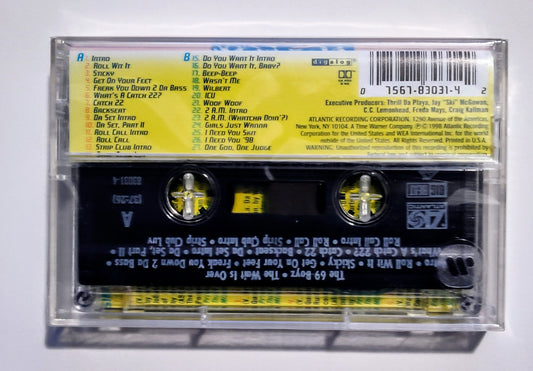 A
1. INTRO
2. ROLL WIT IT
3. STICKY
4. GET ON YOUR FEET
5. FREAK YOU DOWN 2 DA BASS
6. WHAT'S A CATCH 22?
7. CATCH 22
8. BACKSEAT
9. DA SET INTRO
10. DA SET, PART II
11. ROLL CALL INTRO
12. ROLL CALL
13. STRIP CLUB INTRO
B
15. DO YOU WANT IT INTRO
16. DO YOU WANT IT, BABY?
17. BEEP-BEEP
18. WASN'T ME
19. WILBERT
20. ICU
21. WOOF WOOF
22. 2 A.M. INTRO
23. 2 A.M. (WHATCHA DOIN'?)
24. GIRLS JUST WANNA
25. I NEED YOU SKIT
26. I NEED YOU '98
27. ONE GOD, ONE JUDGE
digalog
0 7567-83031-4 2
Executive Producers: Thrill Da Playa, Jay "Ski" McGowan,
C.C. Lemonhead, Freda Mays, Craig Kallman
ATLANTIC RECORDING CORPORATION, 1290 Avenue of the Americas,
New York, NY 10104. A Time Warner Company. ℗ © 1998 Atlantic Recording
Corporation for the United States and WEA International Inc. for the world
outside of the United States. All Rights Reserved. Printed in U.S.A.
WARNING: Unauthorized reproduction of this recording is prohibited by
The 69 Boyz • The Wait Is Over
Intro • Roll Wit It • Sticky • Get On Your Feet • Freak You Down 2 Da Bass
What's A Catch 22? • Catch 22 • Backseat • Da Set Intro • Da Set, Part II
Roll Call Intro • Roll Call • Strip Club Intro • Strip Club Luv
A
(37:26)
83031-4
BIG BEAT
ATLANTIC